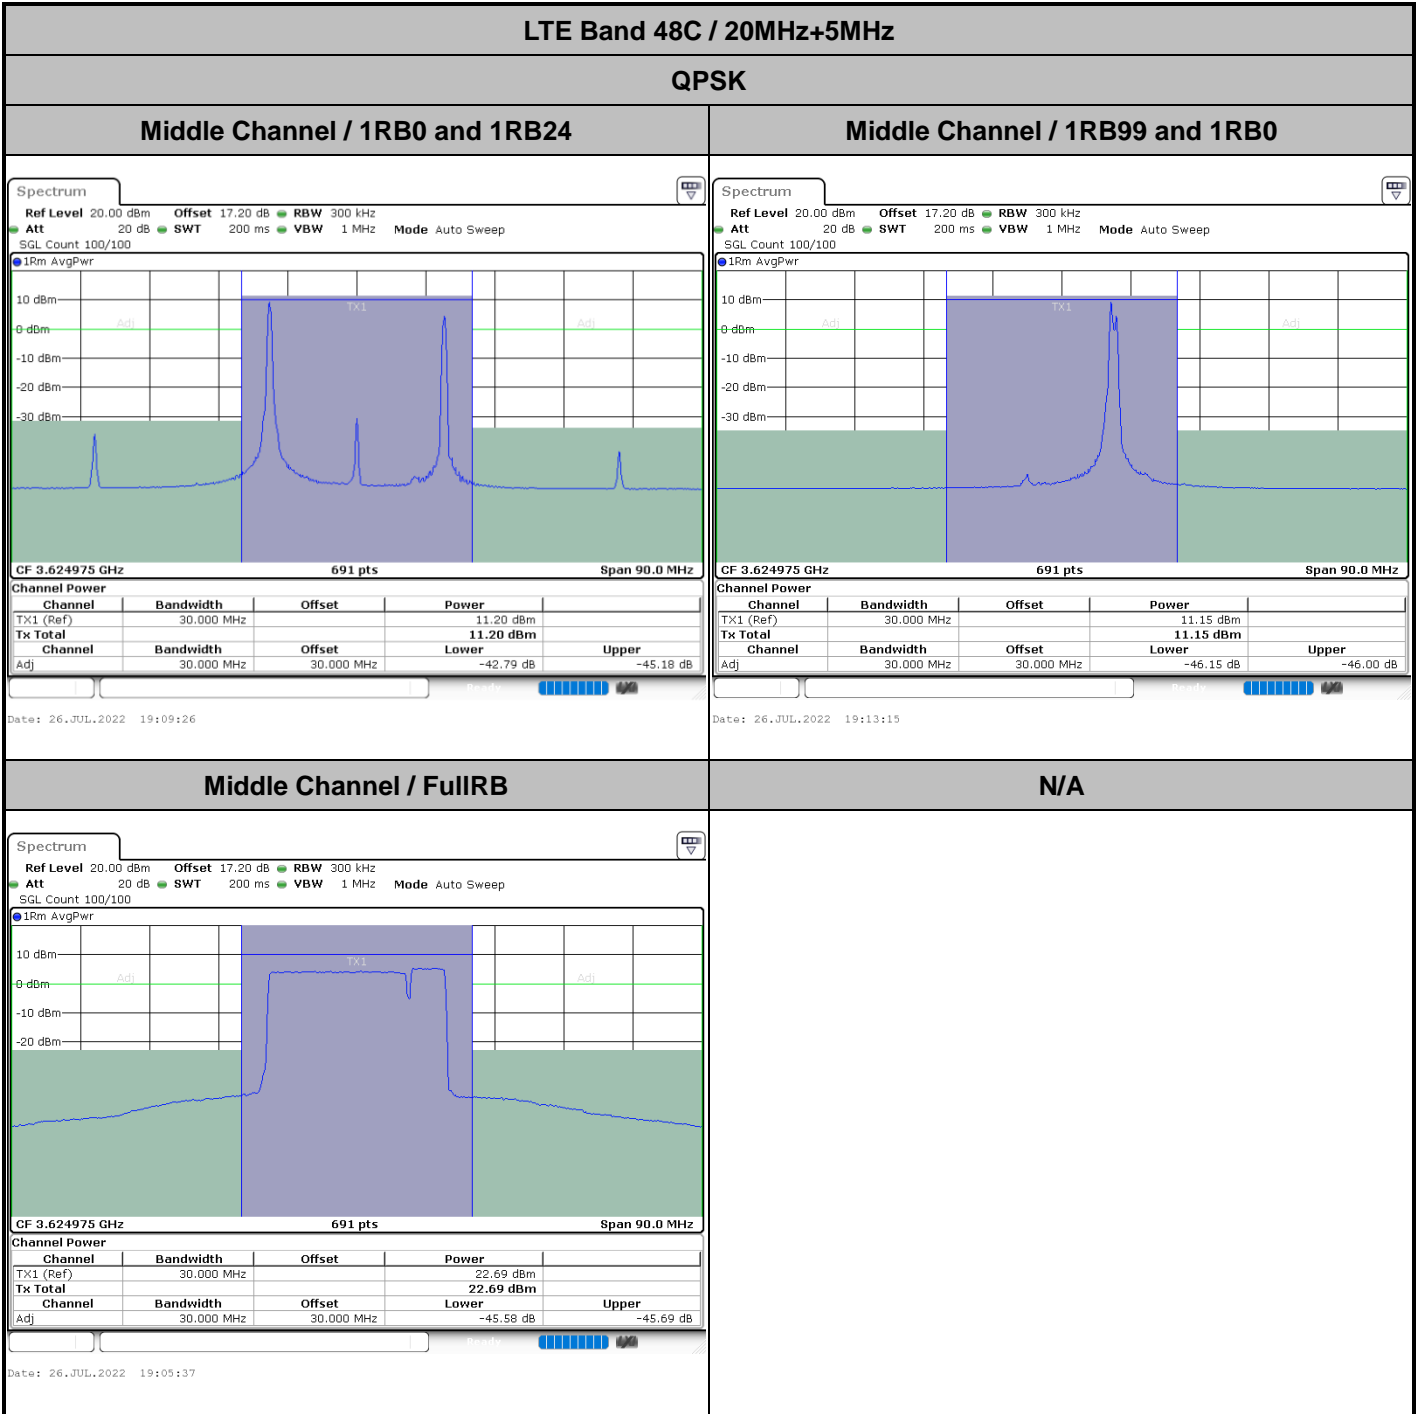 LTE Band 48C / 20MHz+5MHz
QPSK
Middle Channel / 1RB0 and 1RB24
Middle Channel / 1RB99 and 1RB0
Spectrum
Ref Level 20.00 dBm Offset 17.20 dB RBW 300 kHz
Att 20 dB SWT 200 ms VBW 1 MHz Mode Auto Sweep
SGL Count 100/100
1Rm AvgPwr
10 dBm
TX1
Adj
Adj
0 dBm
-10 dBm
-20 dBm
-30 dBm
CF 3.624975 GHz 691 pts Span 90.0 MHz
Channel Power
Channel Bandwidth Offset Power
TX1 (Ref) 30.000 MHz 11.20 dBm
Tx Total 11.20 dBm
Channel Bandwidth Offset Lower Upper
Adj 30.000 MHz 30.000 MHz -42.79 dB -45.18 dB
Ready
Date: 26.JUL.2022 19:09:26
Spectrum
Ref Level 20.00 dBm Offset 17.20 dB RBW 300 kHz
Att 20 dB SWT 200 ms VBW 1 MHz Mode Auto Sweep
SGL Count 100/100
1Rm AvgPwr
10 dBm
TX1
Adj
Adj
0 dBm
-10 dBm
-20 dBm
-30 dBm
CF 3.624975 GHz 691 pts Span 90.0 MHz
Channel Power
Channel Bandwidth Offset Power
TX1 (Ref) 30.000 MHz 11.15 dBm
Tx Total 11.15 dBm
Channel Bandwidth Offset Lower Upper
Adj 30.000 MHz 30.000 MHz -46.15 dB -46.00 dB
Ready
Date: 26.JUL.2022 19:13:15
Middle Channel / FullRB
N/A
Spectrum
Ref Level 20.00 dBm Offset 17.20 dB RBW 300 kHz
Att 20 dB SWT 200 ms VBW 1 MHz Mode Auto Sweep
SGL Count 100/100
1Rm AvgPwr
10 dBm
TX1
Adj
Adj
0 dBm
-10 dBm
-20 dBm
CF 3.624975 GHz 691 pts Span 90.0 MHz
Channel Power
Channel Bandwidth Offset Power
TX1 (Ref) 30.000 MHz 22.69 dBm
Tx Total 22.69 dBm
Channel Bandwidth Offset Lower Upper
Adj 30.000 MHz 30.000 MHz -45.58 dB -45.69 dB
Ready
Date: 26.JUL.2022 19:05:37